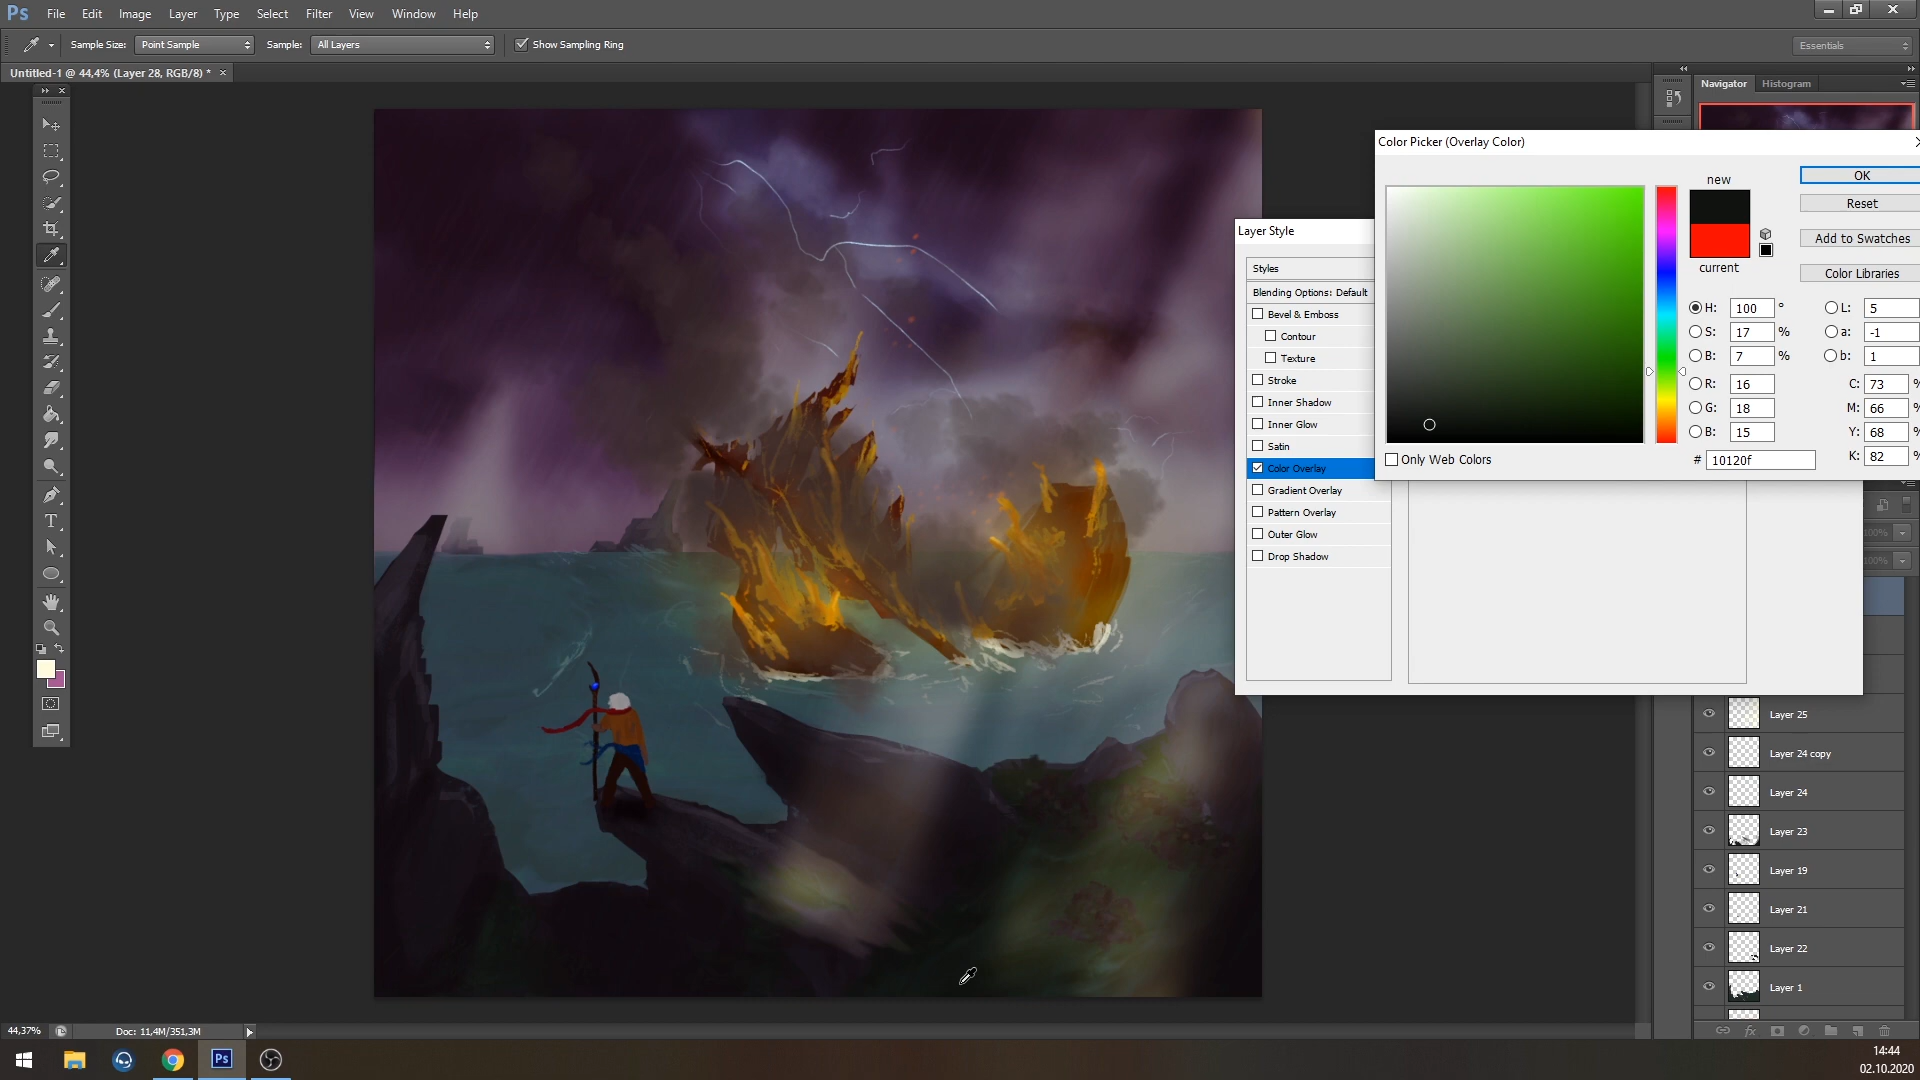 Ps File Edit Image Layer Type Select Filter View Window Help
Sample Size: Point Sample Sample: All Layers Show Sampling Ring Essentials
Untitled-1 @ 44,4% (Layer 28, RGB/8) * ×
Navigator Histogram
Color Picker (Overlay Color)
new
OK
Reset
Add to Swatches
current
Color Libraries
H: 100 ° L: 5
S: 17 % a: -1
B: 7 % b: 1
R: 16 C: 73 %
G: 18 M: 66 %
B: 15 Y: 68 %
K: 82 %
Only Web Colors # 10120f
Layer Style
Styles
Blending Options: Default
Bevel & Emboss
Contour
Texture
Stroke
Inner Shadow
Inner Glow
Satin
Color Overlay
Gradient Overlay
Pattern Overlay
Outer Glow
Drop Shadow
100%
100%
Layer 25
Layer 24 copy
Layer 24
Layer 23
Layer 19
Layer 21
Layer 22
Layer 1
44,37% Doc: 11,4M/351,3M
Ps
14:44
02.10.2020